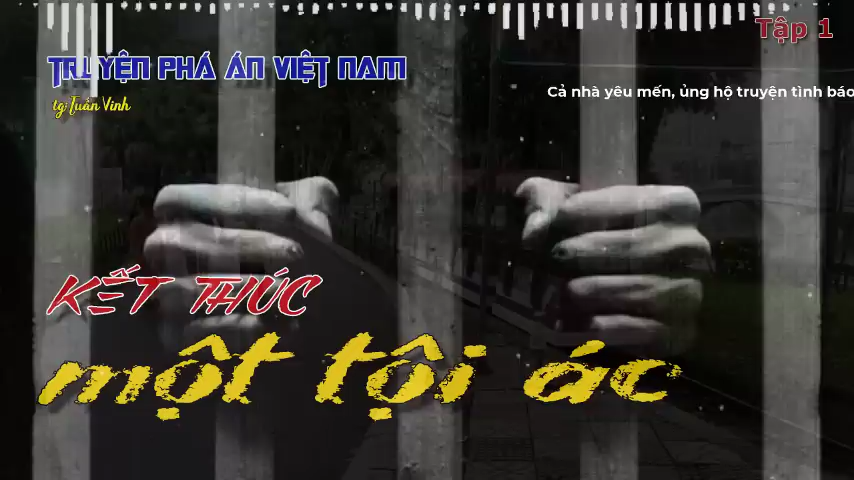 Tập 1
TRUYỆN PHÁ ÁN VIỆT NAM
tg Tuấn Vinh
Cả nhà yêu mến, ủng hộ truyện tình báo
KẾT THÚC
một tội ác